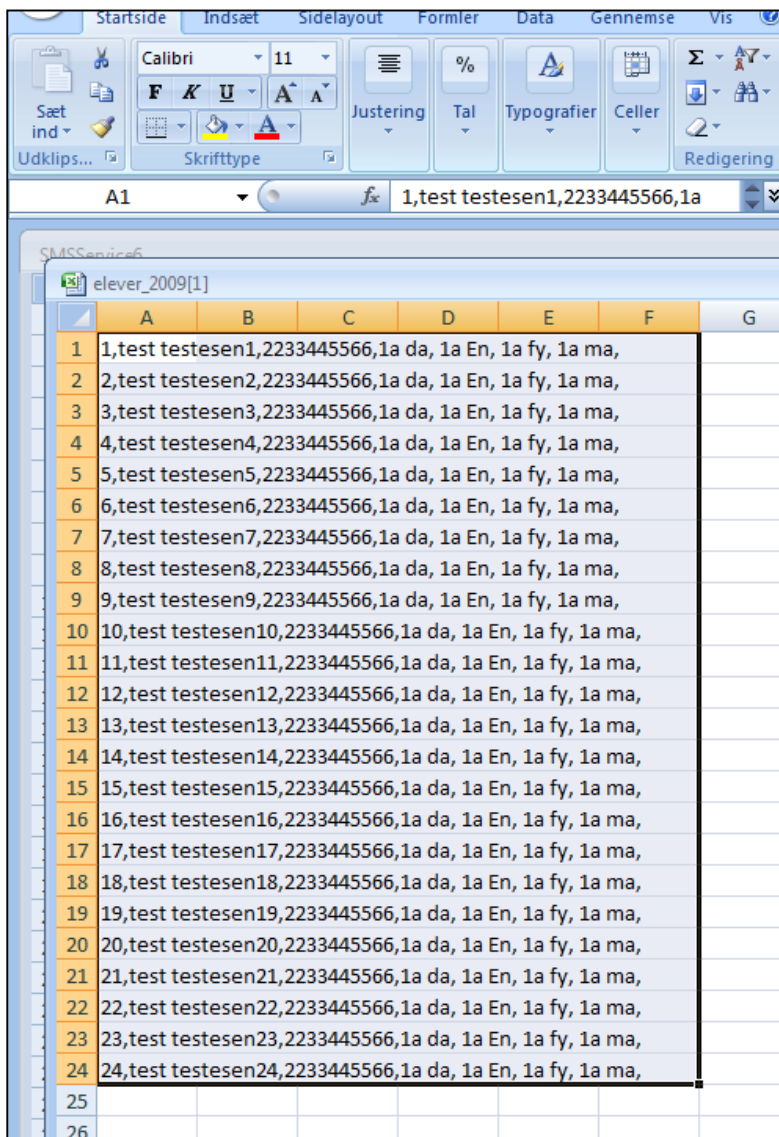 Startside Indsæt Sidelayout Formler Data Gennemse Vis
Calibri 11
F K U A A
Sæt
ind
Justering Tal Typografier Celler
Udklips... Skrifttype Redigering
A1 fx 1,test testesen1,2233445566,1a
SMSService6
elever_2009[1]
A B C D E F G
1 1,test testesen1,2233445566,1a da, 1a En, 1a fy, 1a ma,
2 2,test testesen2,2233445566,1a da, 1a En, 1a fy, 1a ma,
3 3,test testesen3,2233445566,1a da, 1a En, 1a fy, 1a ma,
4 4,test testesen4,2233445566,1a da, 1a En, 1a fy, 1a ma,
5 5,test testesen5,2233445566,1a da, 1a En, 1a fy, 1a ma,
6 6,test testesen6,2233445566,1a da, 1a En, 1a fy, 1a ma,
7 7,test testesen7,2233445566,1a da, 1a En, 1a fy, 1a ma,
8 8,test testesen8,2233445566,1a da, 1a En, 1a fy, 1a ma,
9 9,test testesen9,2233445566,1a da, 1a En, 1a fy, 1a ma,
10 10,test testesen10,2233445566,1a da, 1a En, 1a fy, 1a ma,
11 11,test testesen11,2233445566,1a da, 1a En, 1a fy, 1a ma,
12 12,test testesen12,2233445566,1a da, 1a En, 1a fy, 1a ma,
13 13,test testesen13,2233445566,1a da, 1a En, 1a fy, 1a ma,
14 14,test testesen14,2233445566,1a da, 1a En, 1a fy, 1a ma,
15 15,test testesen15,2233445566,1a da, 1a En, 1a fy, 1a ma,
16 16,test testesen16,2233445566,1a da, 1a En, 1a fy, 1a ma,
17 17,test testesen17,2233445566,1a da, 1a En, 1a fy, 1a ma,
18 18,test testesen18,2233445566,1a da, 1a En, 1a fy, 1a ma,
19 19,test testesen19,2233445566,1a da, 1a En, 1a fy, 1a ma,
20 20,test testesen20,2233445566,1a da, 1a En, 1a fy, 1a ma,
21 21,test testesen21,2233445566,1a da, 1a En, 1a fy, 1a ma,
22 22,test testesen22,2233445566,1a da, 1a En, 1a fy, 1a ma,
23 23,test testesen23,2233445566,1a da, 1a En, 1a fy, 1a ma,
24 24,test testesen24,2233445566,1a da, 1a En, 1a fy, 1a ma,
25
26